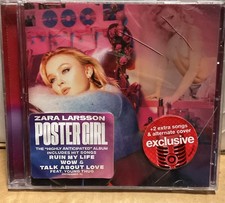 ZARA LARSSON
POSTER GIRL
THE "HIGHLY ANTICIPATED" ALBUM
INCLUDES HIT SONGS
RUIN MY LIFE
WOW &
TALK ABOUT LOVE
FEAT. YOUNG THUG
+2 extra songs
& alternate cover
exclusive